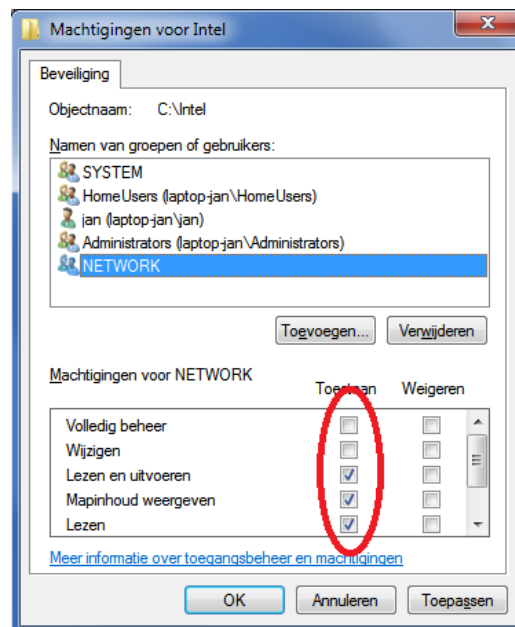 Machtigingen voor Intel
Beveiliging
Objectnaam: C:\Intel
Namen van groepen of gebruikers:
SYSTEM
HomeUsers (laptop-jan\HomeUsers)
jan (laptop-jan\jan)
Administrators (laptop-jan\Administrators)
NETWORK
Toevoegen... Verwijderen
Machtigingen voor NETWORK Toestaan Weigeren
Volledig beheer
Wijzigen
Lezen en uitvoeren
Mapinhoud weergeven
Lezen
Meer informatie over toegangsbeheer en machtigingen
OK Annuleren Toepassen